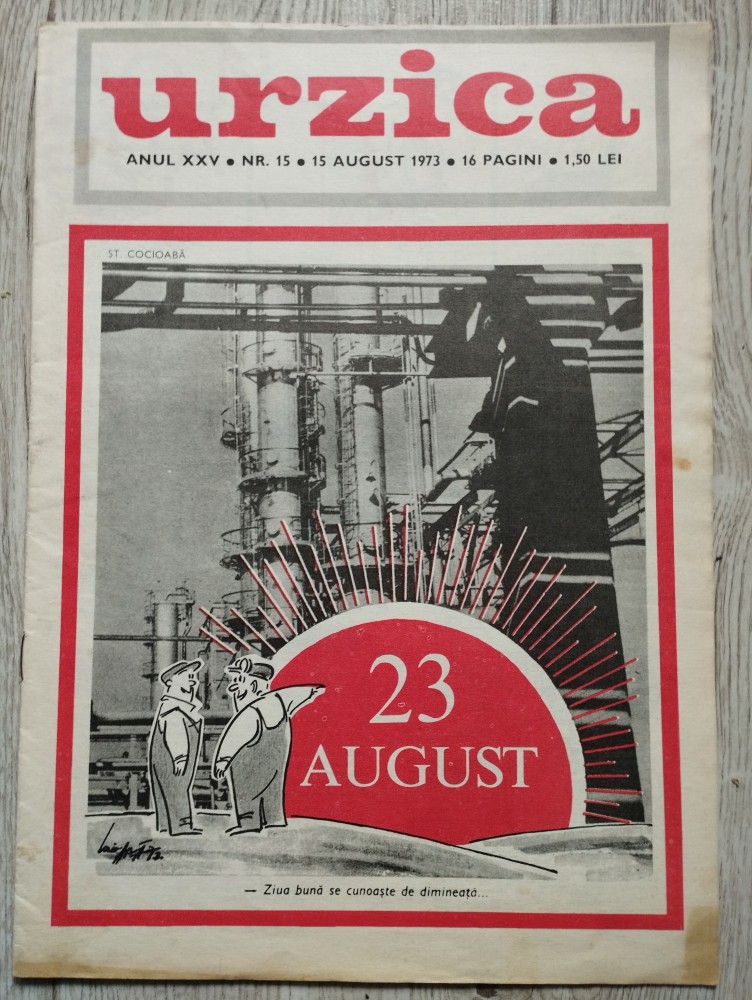 urzica
ANUL XXV • NR. 15 • 15 AUGUST 1973 • 16 PAGINI • 1,50 LEI
ST. COCIOABĂ
23
AUGUST
— Ziua bună se cunoaște de dimineață...